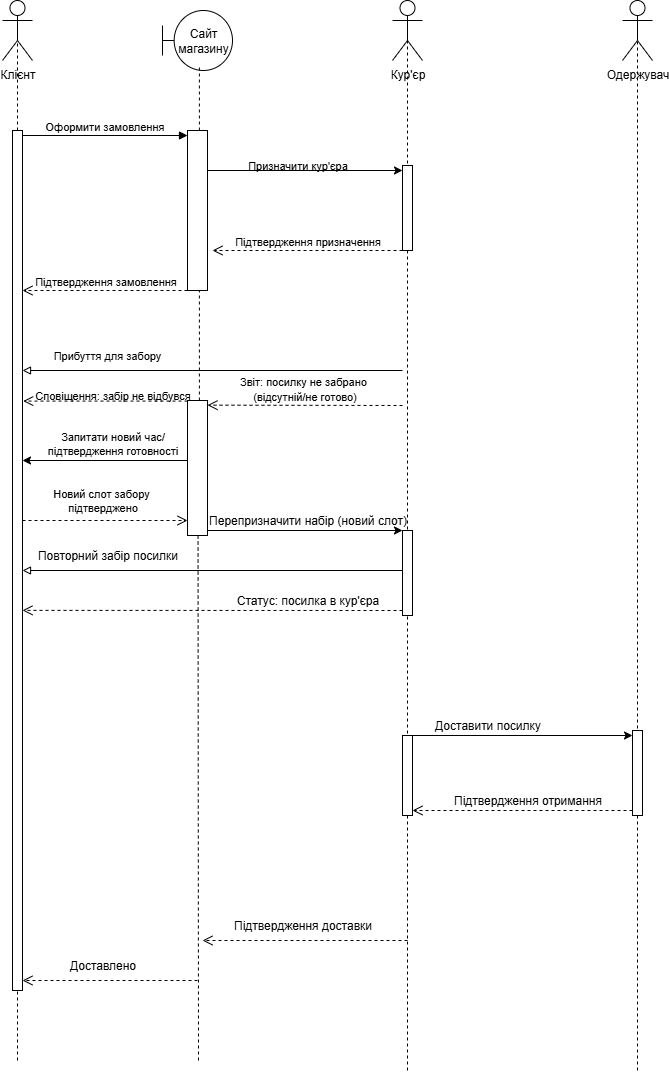 Сайт
магазину
Клієнт
Кур'єр
Одержувач
Оформити замовлення
Призначити кур'єра
Підтвердження призначення
Підтвердження замовлення
Прибуття для забору
Звіт: посилку не забрано
(відсутній/не готово)
Сповіщення: забір не відбувся
Запитати новий час/
підтвердження готовності
Новий слот забору
підтверджено
Перепризначити набір (новий слот)
Повторний забір посилки
Статус: посилка в кур'єра
Доставити посилку
Підтвердження отримання
Підтвердження доставки
Доставлено